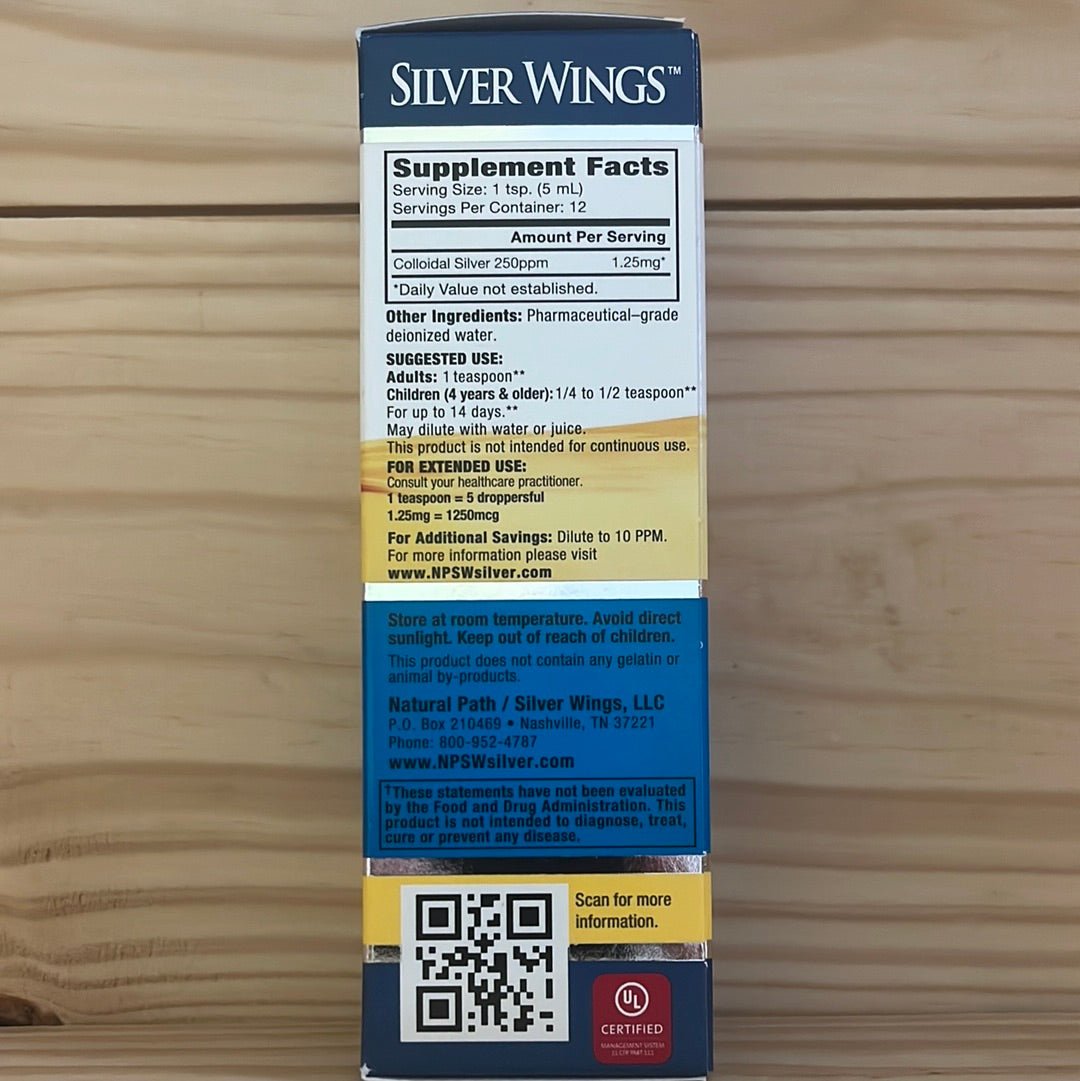 SILVER WINGS™
Supplement Facts
Serving Size: 1 tsp. (5 mL)
Servings Per Container: 12
Amount Per Serving
Colloidal Silver 250ppm 1.25mg*
*Daily Value not established.
Other Ingredients: Pharmaceutical–grade
deionized water.
SUGGESTED USE:
Adults: 1 teaspoon**
Children (4 years & older): 1/4 to 1/2 teaspoon**
For up to 14 days.**
May dilute with water or juice.
This product is not intended for continuous use.
FOR EXTENDED USE:
Consult your healthcare practitioner.
1 teaspoon = 5 droppersful
1.25mg = 1250mcg
For Additional Savings: Dilute to 10 PPM.
For more information please visit
www.NPSWsilver.com
Store at room temperature. Avoid direct
sunlight. Keep out of reach of children.
This product does not contain any gelatin or
animal by-products.
Natural Path / Silver Wings, LLC
P.O. Box 210469 • Nashville, TN 37221
Phone: 800-952-4787
www.NPSWsilver.com
†These statements have not been evaluated
by the Food and Drug Administration. This
product is not intended to diagnose, treat,
cure or prevent any disease.
Scan for more
information.
UL
CERTIFIED
MANAGEMENT SYSTEM
21 CFR PART 111